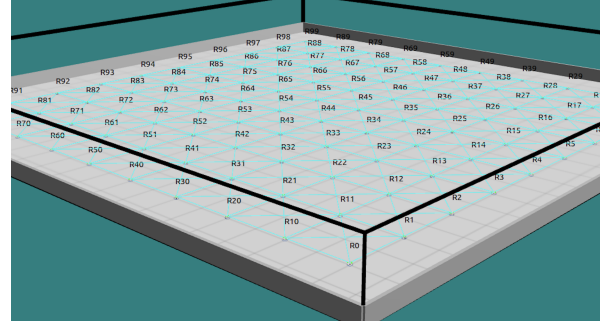 R99
R98 R89
R97 R88 R79
R96 R87 R78 R69
R95 R86 R77 R68 R59
R94 R85 R76 R67 R58 R49
R93 R84 R75 R66 R57 R48 R39
R92 R83 R74 R65 R56 R47 R38 R29
R91 R82 R73 R64 R55 R46 R37 R28
R81 R72 R63 R54 R45 R36 R27
R71 R62 R53 R44 R35 R26 R17
R70 R61 R52 R43 R34 R25 R16
R60 R51 R42 R33 R24 R15
R50 R41 R32 R23 R14 R5
R40 R31 R22 R13 R4
R30 R21 R12 R3
R20 R11 R2
R10 R1
R0